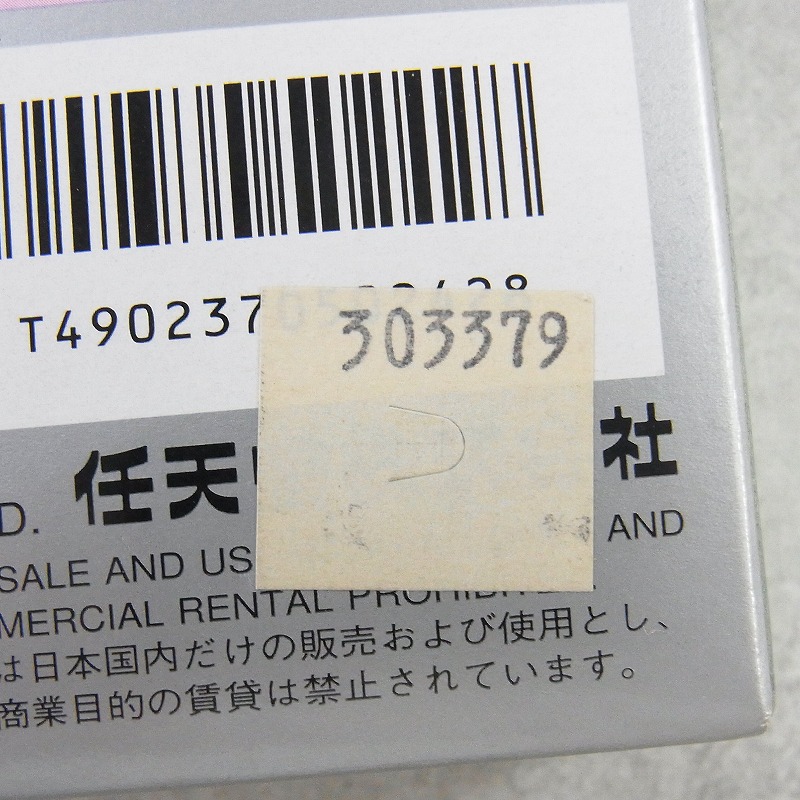 T490237
303379
D. 任天 社
SALE AND US AND
MERCIAL RENTAL
は日本国内だけの販売および使用とし、
商業目的の賃貸は禁止されています。